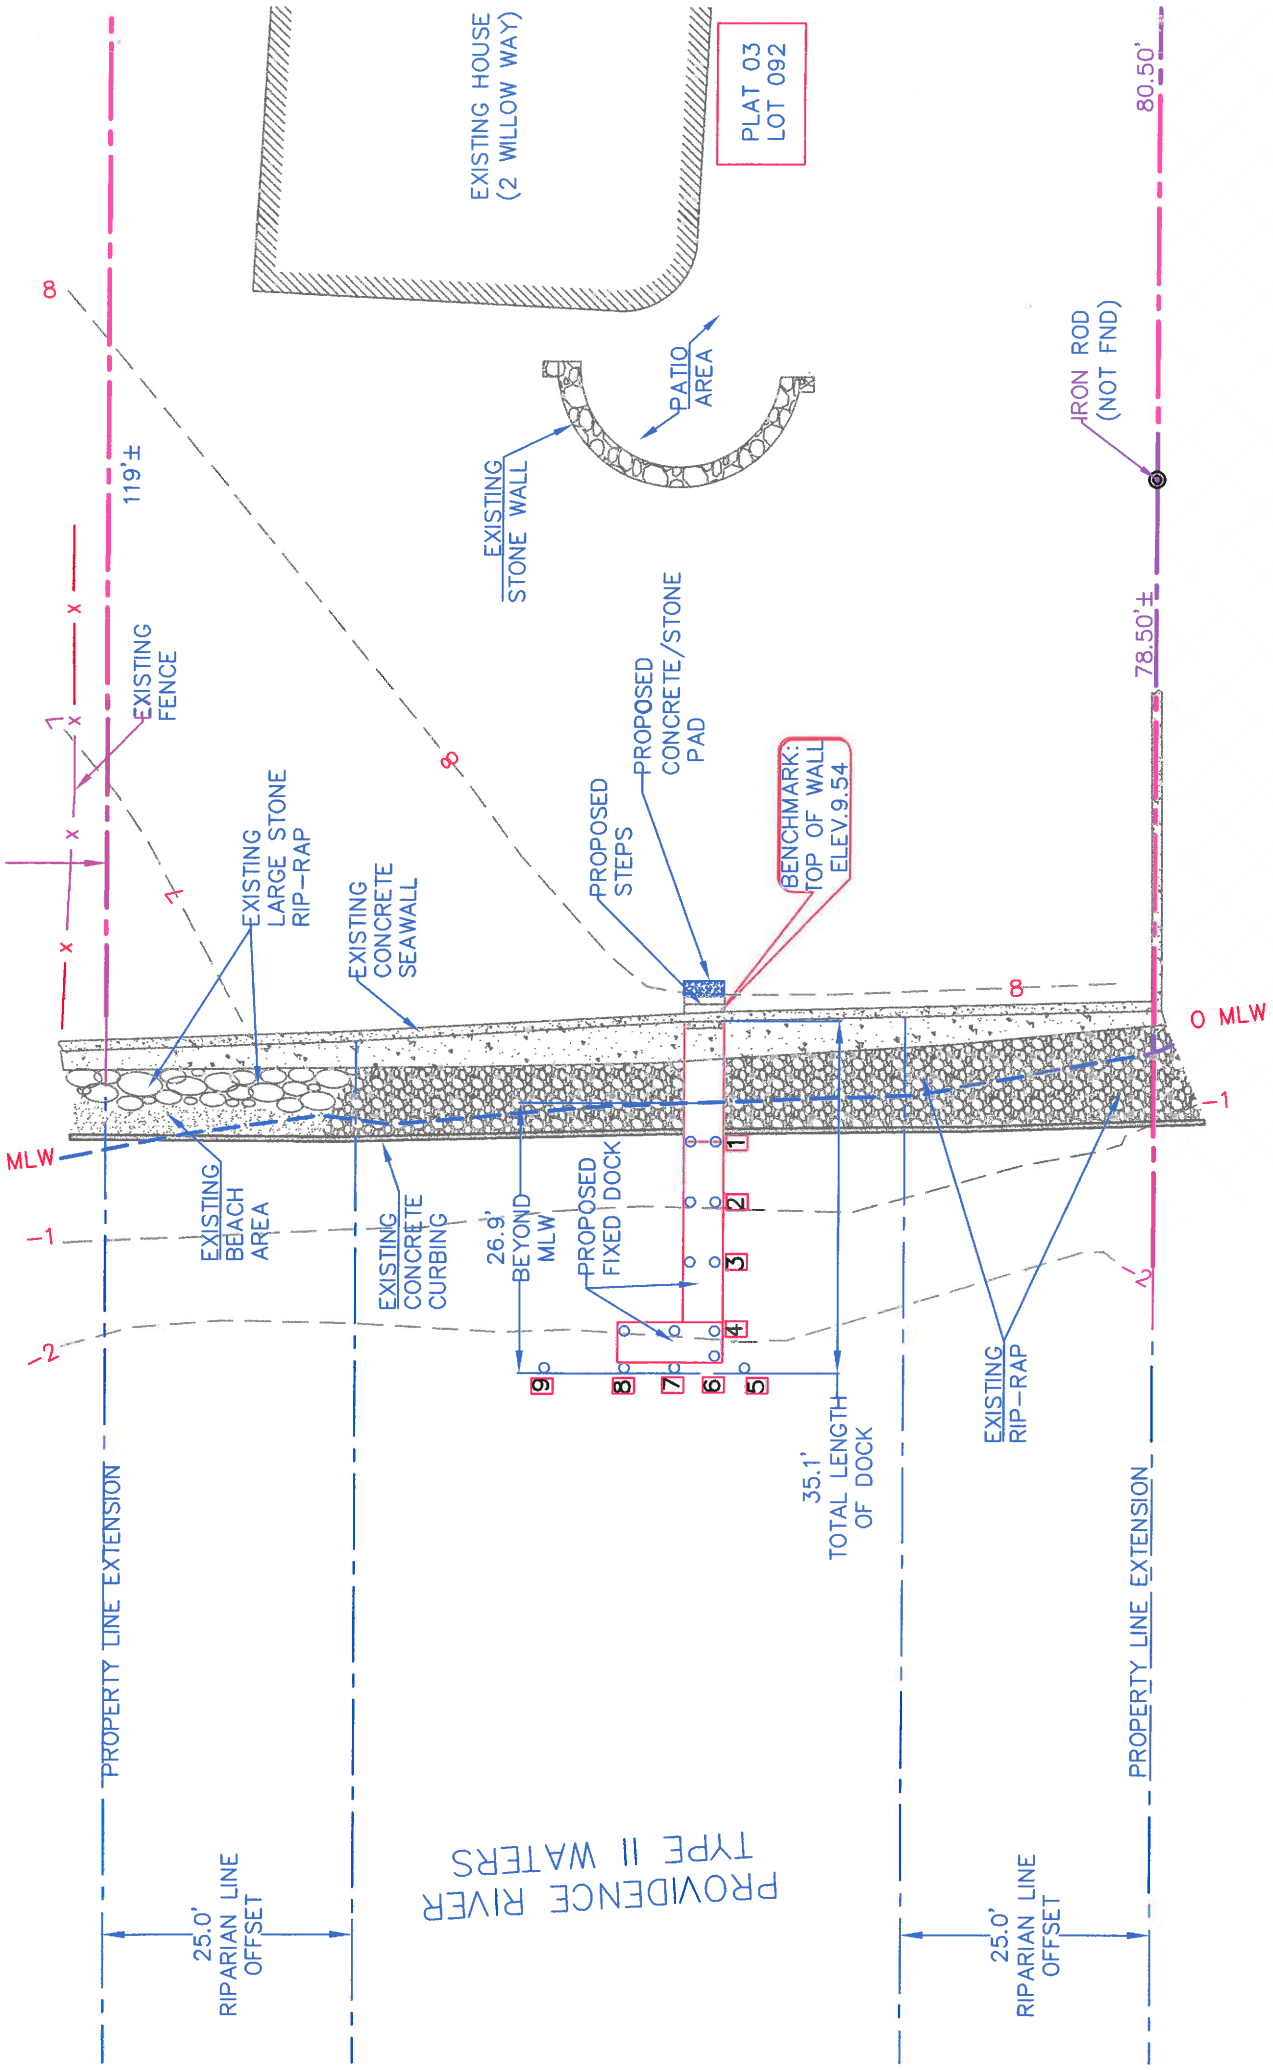 EXISTING HOUSE
(2 WILLOW WAY)
PLAT 03
LOT 092
80.50'
8
119'±
PATIO
AREA
IRON ROD
(NOT FND)
EXISTING
STONE WALL
x
x
x
x
7
EXISTING
FENCE
78.50'±
7
8
EXISTING
LARGE STONE
RIP-RAP
EXISTING
CONCRETE
SEAWALL
PROPOSED
STEPS
PROPOSED
CONCRETE/STONE
PAD
BENCHMARK:
TOP OF WALL
ELEV.9.54
8
0 MLW
-1
MLW
-1
-2
EXISTING
BEACH
AREA
EXISTING
CONCRETE
CURBING
26.9'
BEYOND
MLW
PROPOSED
FIXED DOCK
1
2
3
4
5
6
7
8
9
-2
EXISTING
RIP-RAP
35.1'
TOTAL LENGTH
OF DOCK
PROPERTY LINE EXTENSION
PROPERTY LINE EXTENSION
PROVIDENCE RIVER
TYPE II WATERS
25.0'
RIPARIAN LINE
OFFSET
25.0'
RIPARIAN LINE
OFFSET